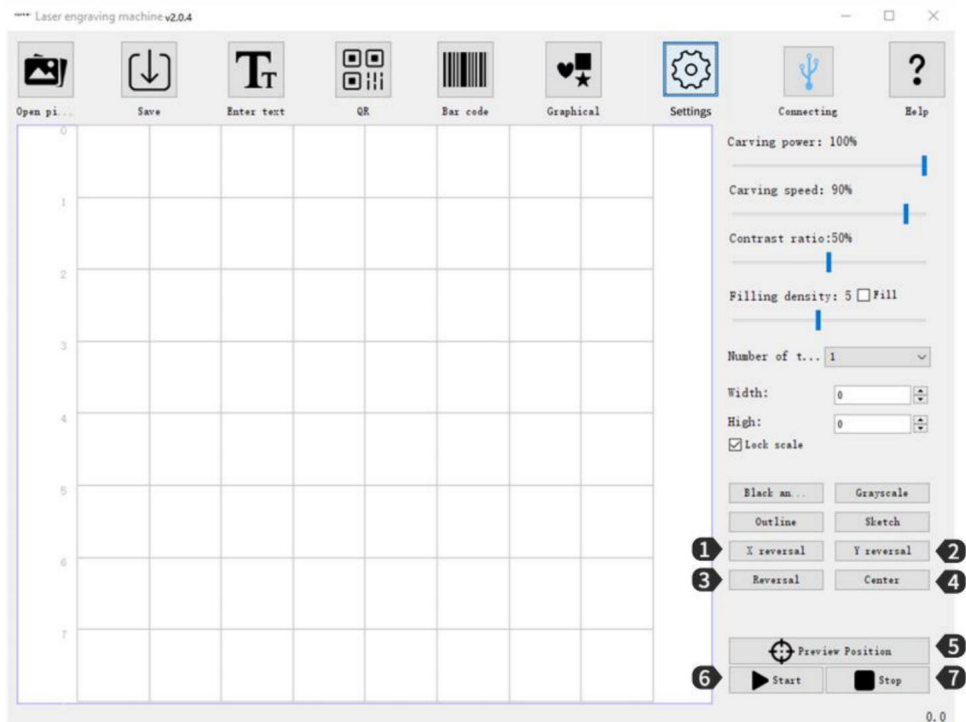 Laser engraving machine v2.0.4
Open pi... Save Enter text QR Bar code Graphical Settings Connecting Help
0
1
2
3
4
5
6
7
Carving power: 100%
Carving speed: 90%
Contrast ratio:50%
Filling density: 5 Fill
Number of t... 1
Width: 0
High: 0
Lock scale
Black an... Grayscale
Outline Sketch
1 X reversal Y reversal 2
3 Reversal Center 4
Preview Position 5
6 Start Stop 7
0,0